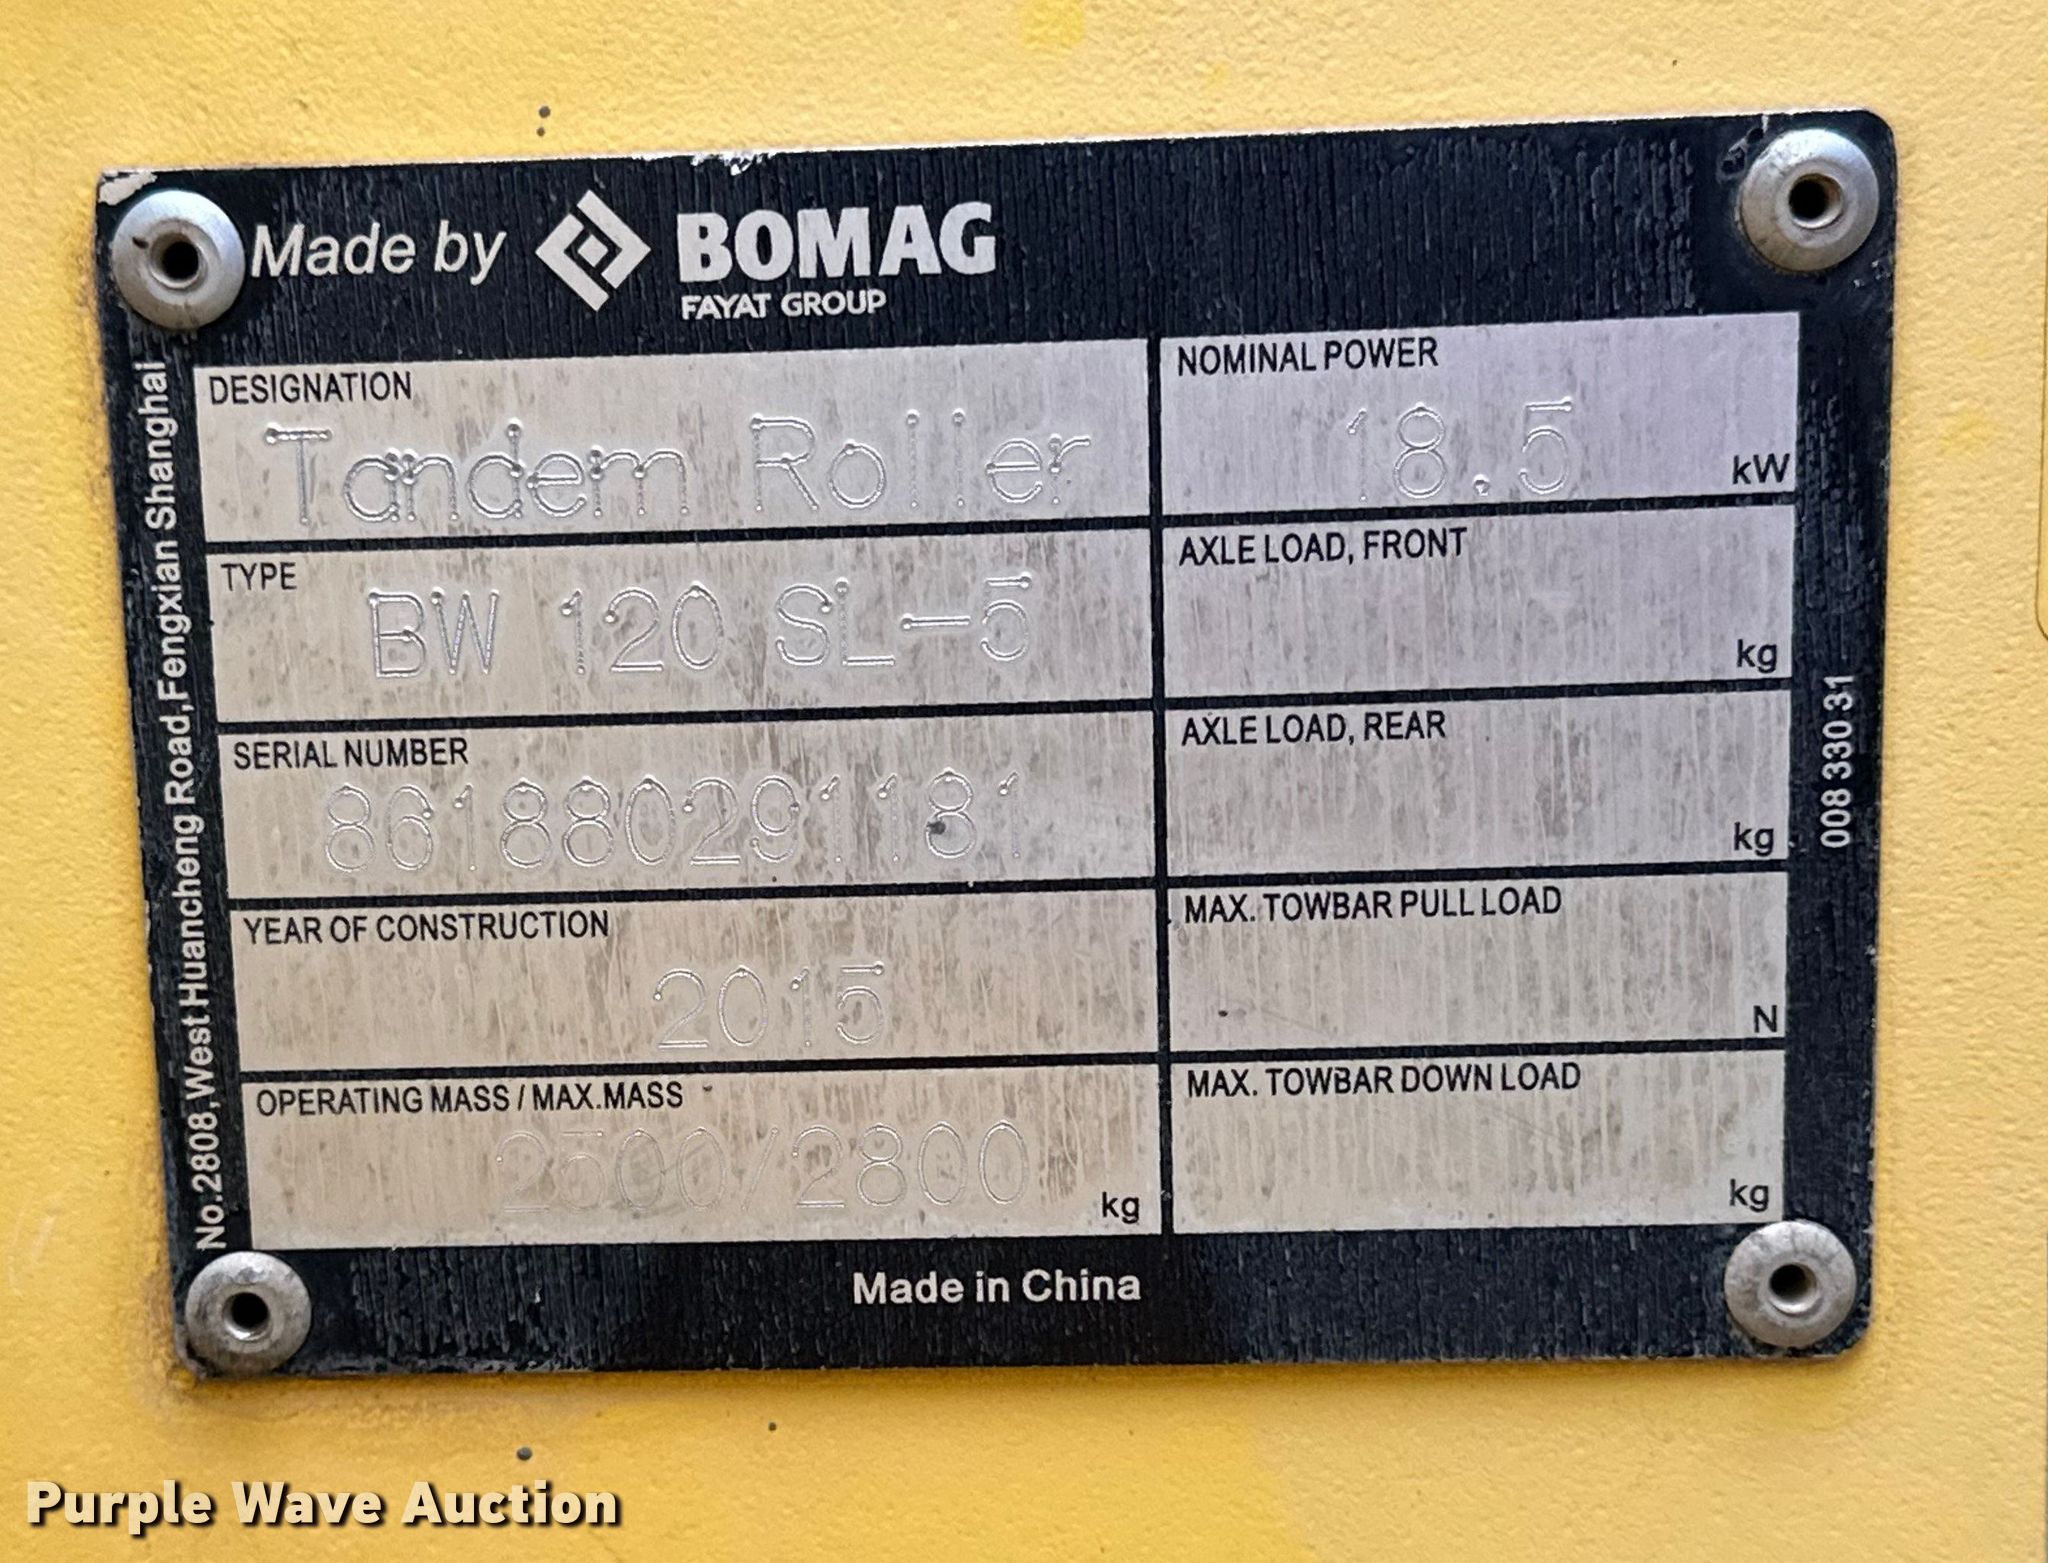 Made by BOMAG
FAYAT GROUP
DESIGNATION
Tandem Roller
TYPE
BW 120 SL-5
SERIAL NUMBER
861880291181
YEAR OF CONSTRUCTION
2015
OPERATING MASS / MAX.MASS
2500/2800
kg
NOMINAL POWER
18.5
kW
AXLE LOAD, FRONT
kg
AXLE LOAD, REAR
kg
MAX. TOWBAR PULL LOAD
N
MAX. TOWBAR DOWN LOAD
kg
Made in China
No.2808,West Huancheng Road,Fengxian Shanghai
008 330 31
Purple Wave Auction